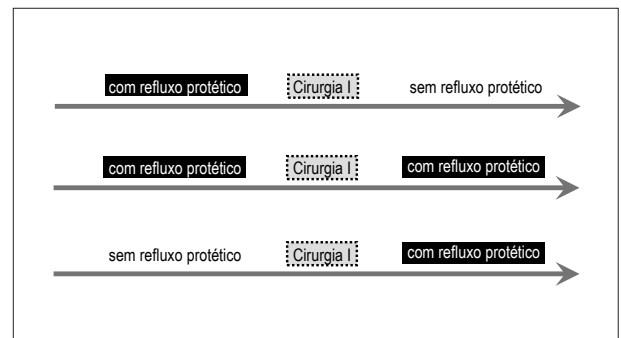 com refluxo protético Cirurgia I sem refluxo protético
com refluxo protético Cirurgia I com refluxo protético
sem refluxo protético Cirurgia I com refluxo protético